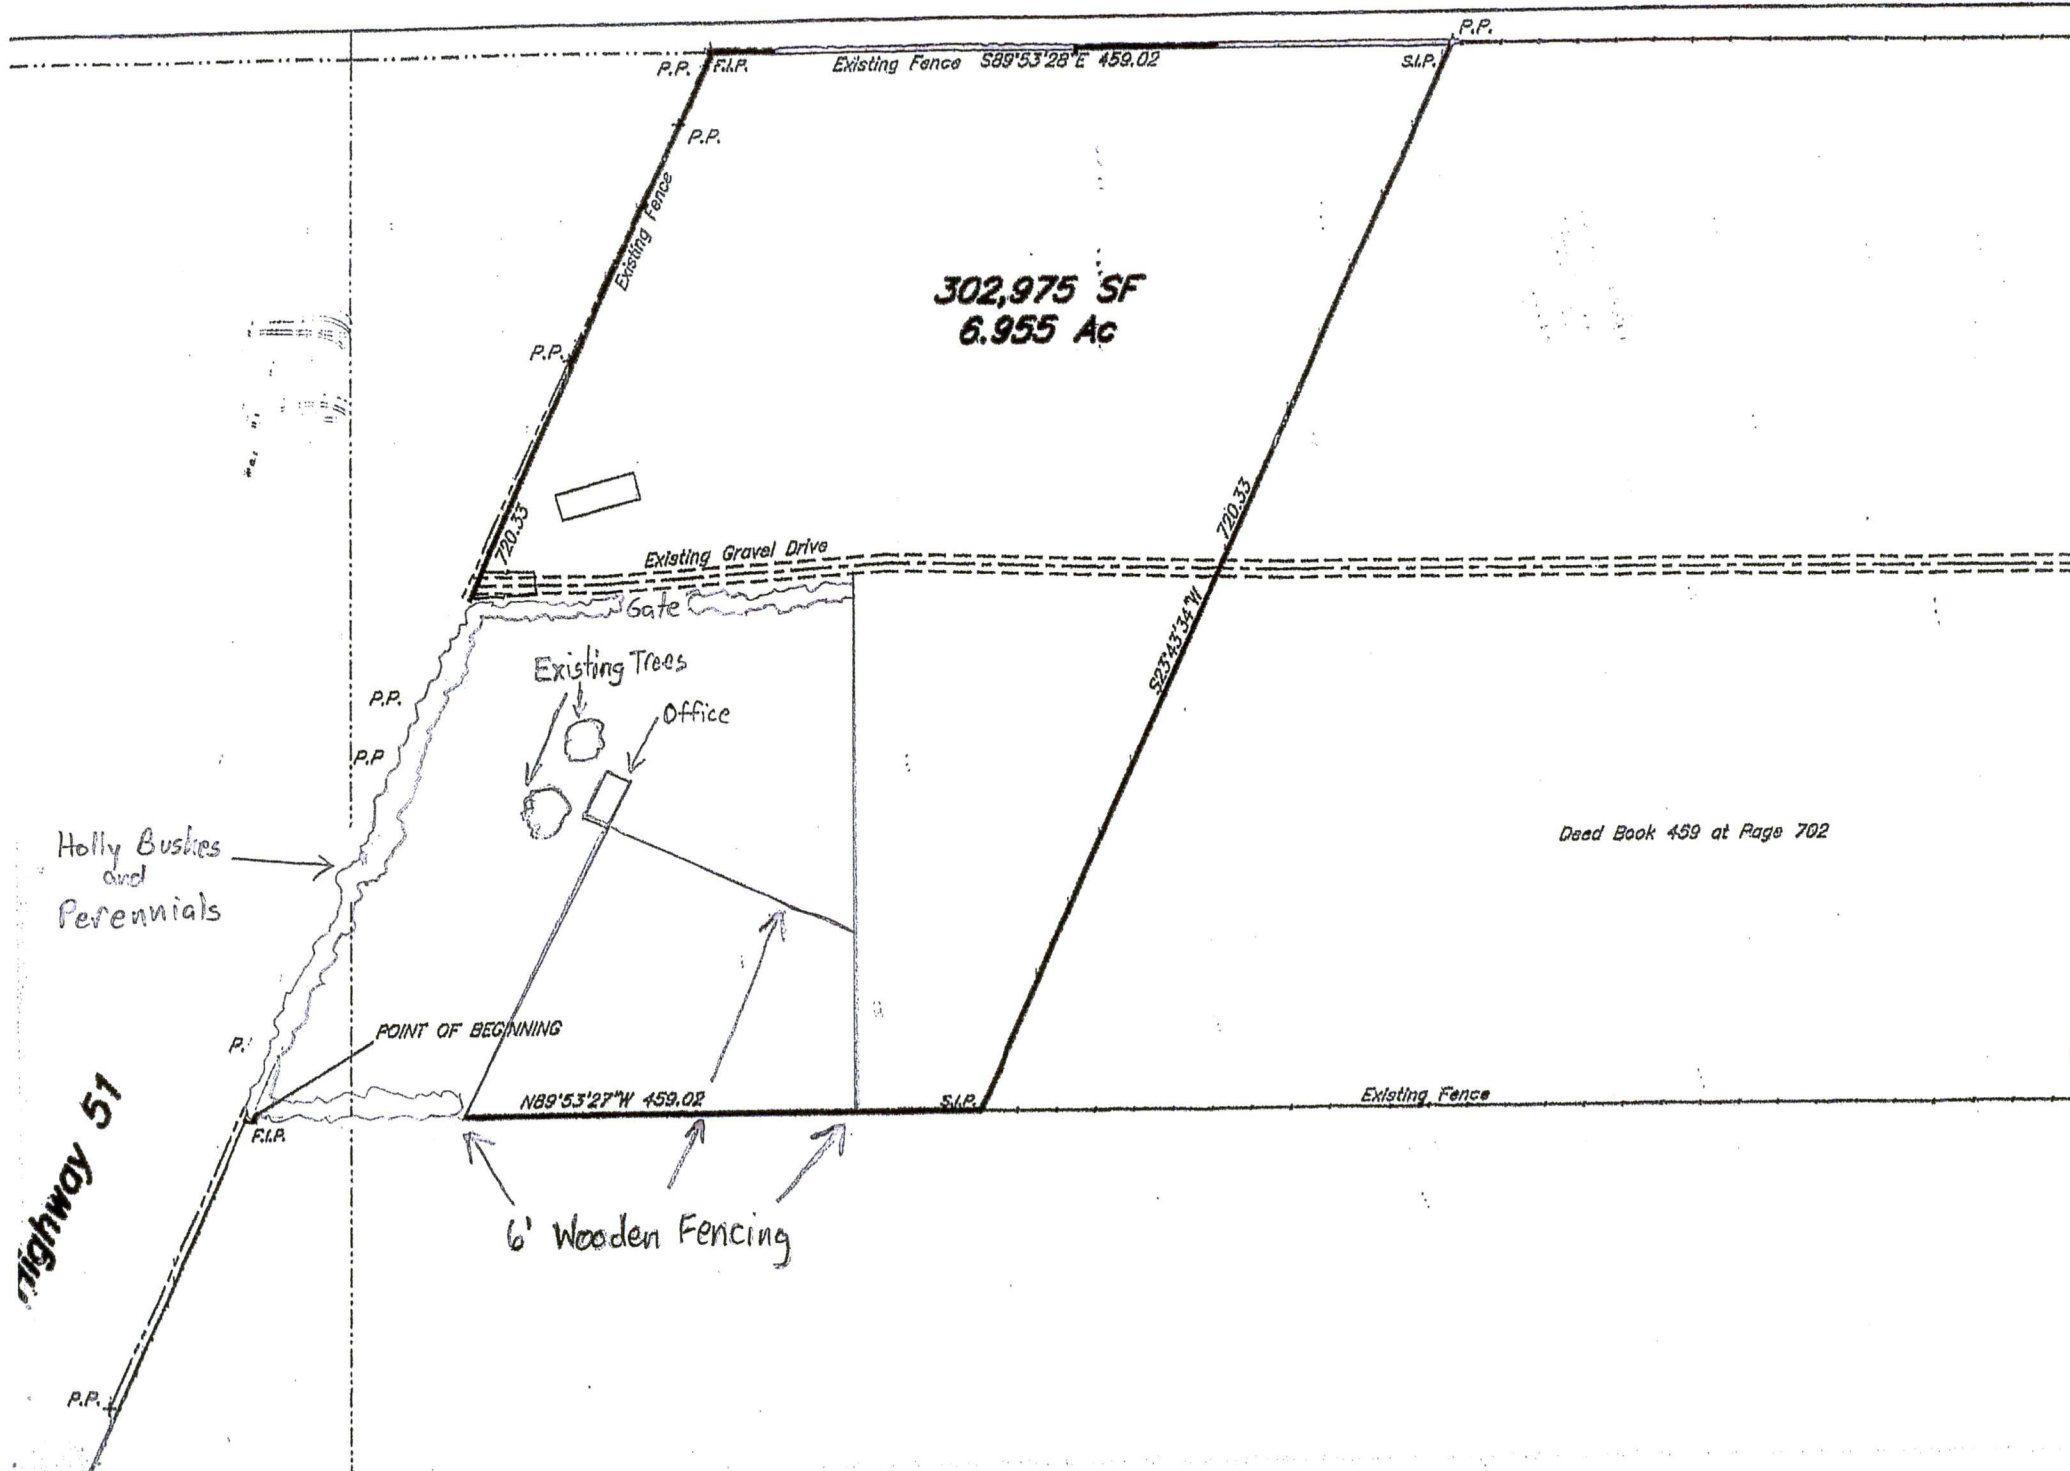 P.P.
P.P.
F.I.P.
Existing Fence S89°53'28"E 459.02
S.I.P.
P.P.
Existing Fence
302,975 SF
6.955 Ac
P.P.
720.33
720.33
Existing Gravel Drive
Gate
S23°43'34"W
Existing Trees
Office
P.P.
P.P
Holly Bushes
and
Perennials
Deed Book 459 at Page 702
POINT OF BEGINNING
P.
N89°53'27"W 459.02
S.I.P.
Existing Fence
F.I.P.
Highway 51
6' Wooden Fencing
P.P.